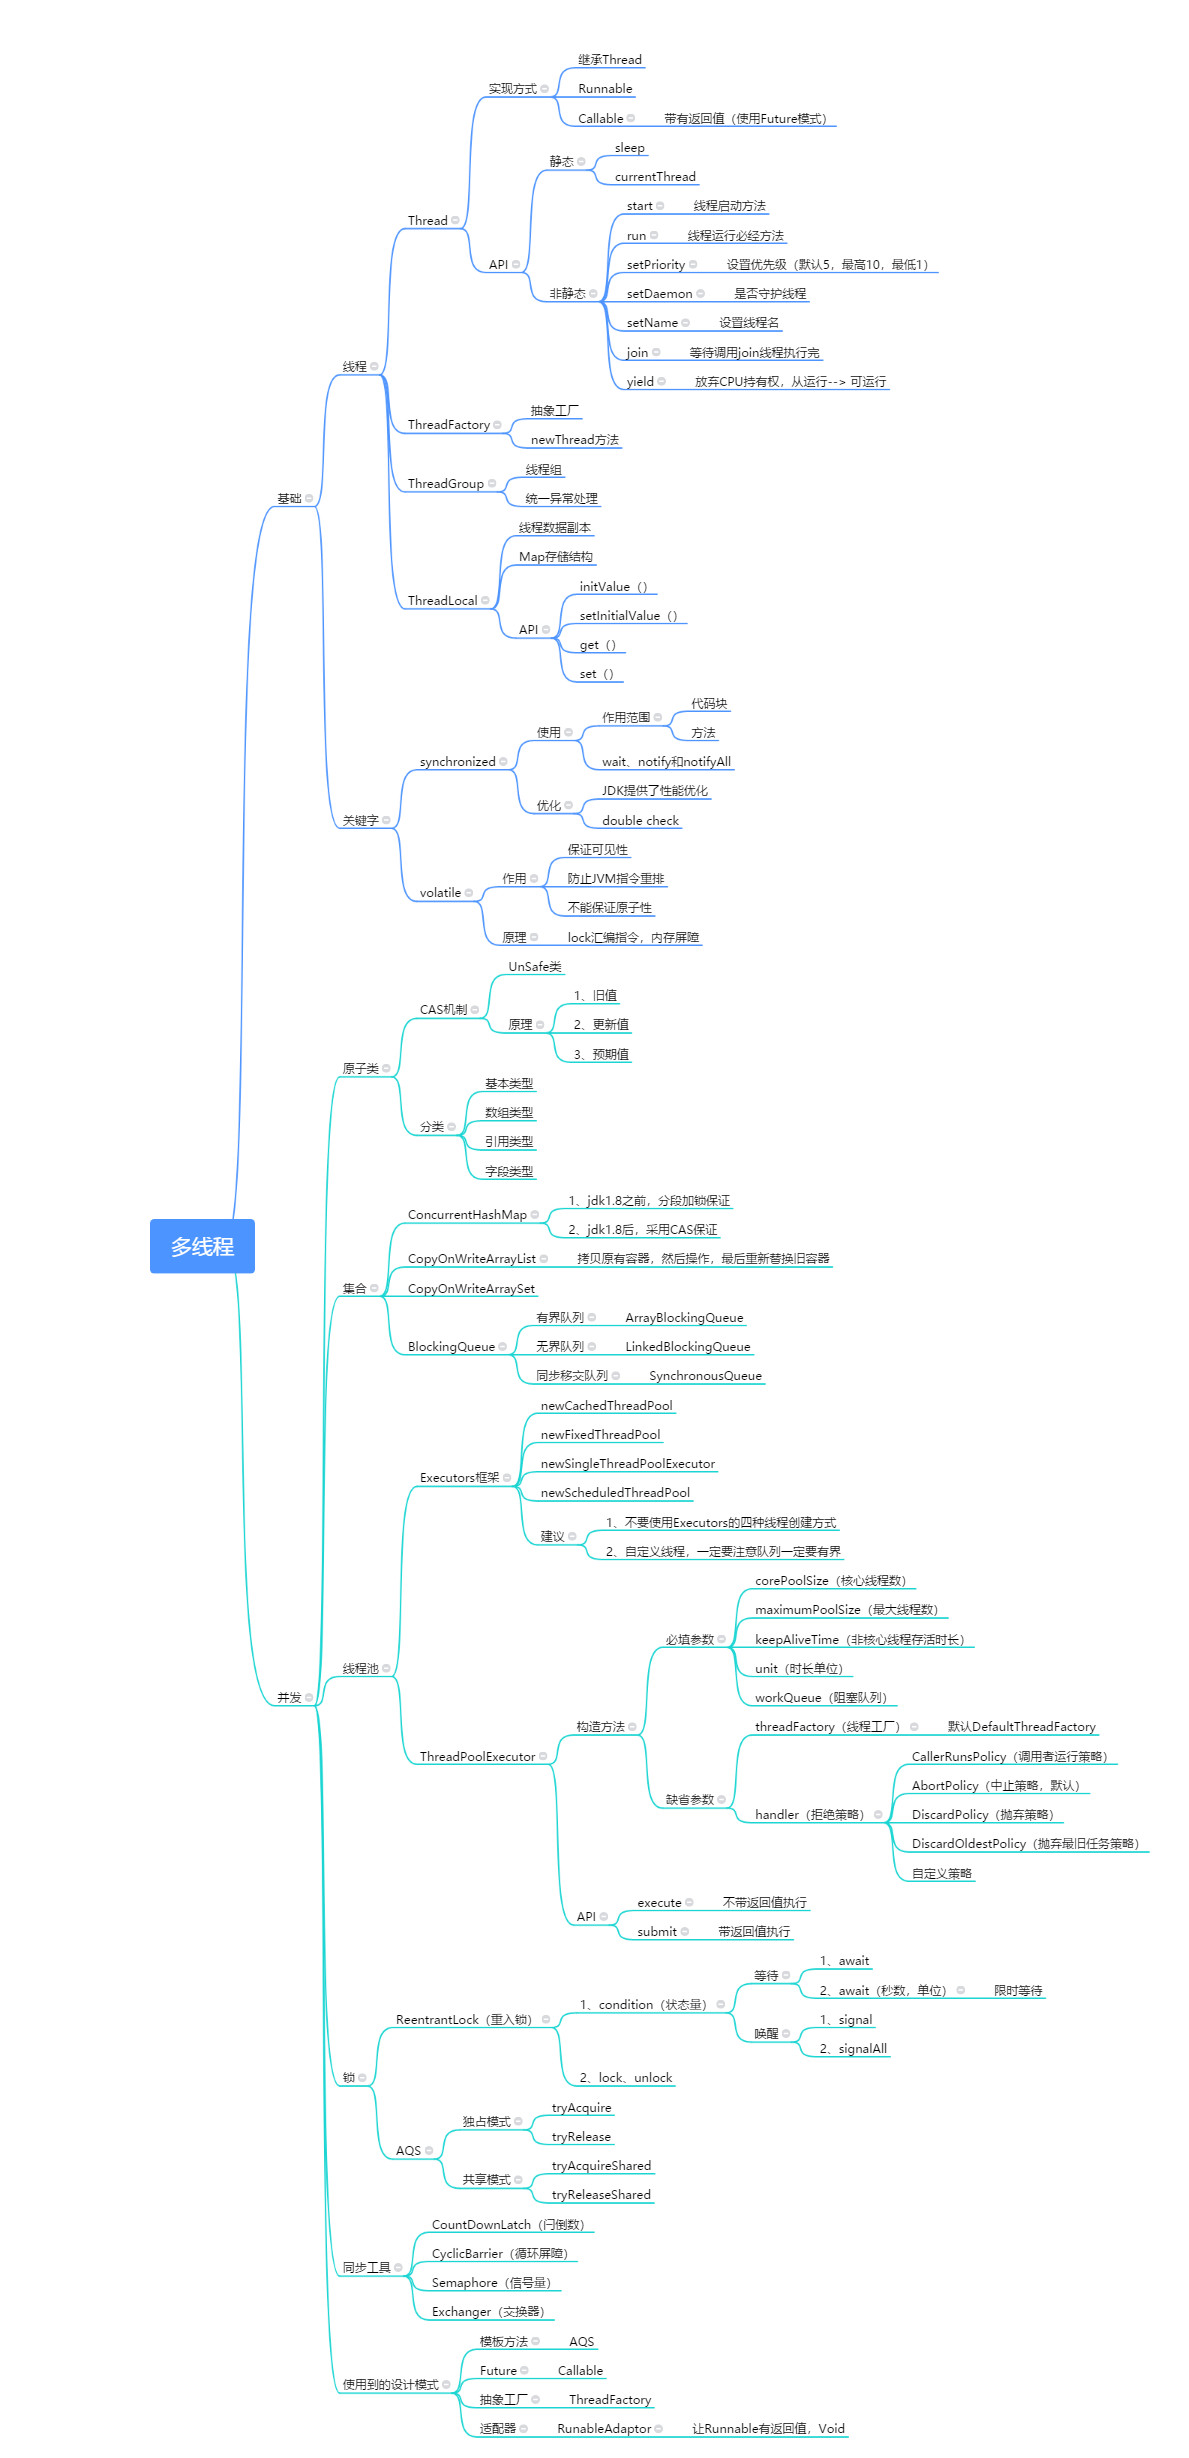 继承Thread
实现方式
Runnable
Callable 带有返回值（使用Future模式）
sleep
静态
currentThread
Thread
start 线程启动方法
run 线程运行必经方法
API
setPriority 设置优先级（默认5，最高10，最低1）
非静态
setDaemon 是否守护线程
setName 设置线程名
join 等待调用join线程执行完
线程
yield 放弃CPU持有权，从运行--> 可运行
抽象工厂
ThreadFactory
newThread方法
线程组
ThreadGroup
基础
统一异常处理
线程数据副本
Map存储结构
initValue（）
ThreadLocal
setInitialValue（）
API
get（）
set（）
代码块
作用范围
使用
方法
synchronized
wait、notify和notifyAll
JDK提供了性能优化
优化
关键字
double check
保证可见性
作用
防止JVM指令重排
volatile
不能保证原子性
原理 lock汇编指令，内存屏障
UnSafe类
1、旧值
CAS机制
原理
2、更新值
3、预期值
原子类
基本类型
数组类型
分类
引用类型
字段类型
1、jdk1.8之前，分段加锁保证
ConcurrentHashMap
2、jdk1.8后，采用CAS保证
多线程
CopyOnWriteArrayList 拷贝原有容器，然后操作，最后重新替换旧容器
集合
CopyOnWriteArraySet
有界队列 ArrayBlockingQueue
BlockingQueue
无界队列 LinkedBlockingQueue
同步移交队列 SynchronousQueue
newCachedThreadPool
newFixedThreadPool
newSingleThreadPoolExecutor
Executors框架
newScheduledThreadPool
1、不要使用Executors的四种线程创建方式
建议
2、自定义线程，一定要注意队列一定要有界
corePoolSize（核心线程数）
maximumPoolSize（最大线程数）
必填参数
keepAliveTime（非核心线程存活时长）
线程池
unit（时长单位）
并发
workQueue（阻塞队列）
构造方法
threadFactory（线程工厂） 默认DefaultThreadFactory
ThreadPoolExecutor
CallerRunsPolicy（调用者运行策略）
AbortPolicy（中止策略，默认）
缺省参数
handler（拒绝策略）
DiscardPolicy（抛弃策略）
DiscardOldestPolicy（抛弃最旧任务策略）
自定义策略
execute 不带返回值执行
API
submit 带返回值执行
1、await
等待
2、await（秒数，单位） 限时等待
1、condition（状态量）
ReentrantLock（重入锁）
1、signal
唤醒
2、signalAll
锁
2、lock、unlock
tryAcquire
独占模式
tryRelease
AQS
tryAcquireShared
共享模式
tryReleaseShared
CountDownLatch（闩倒数）
CyclicBarrier（循环屏障）
同步工具
Semaphore（信号量）
Exchanger（交换器）
模板方法 AQS
Future Callable
使用到的设计模式
抽象工厂 ThreadFactory
适配器 RunableAdaptor 让Runnable有返回值，Void